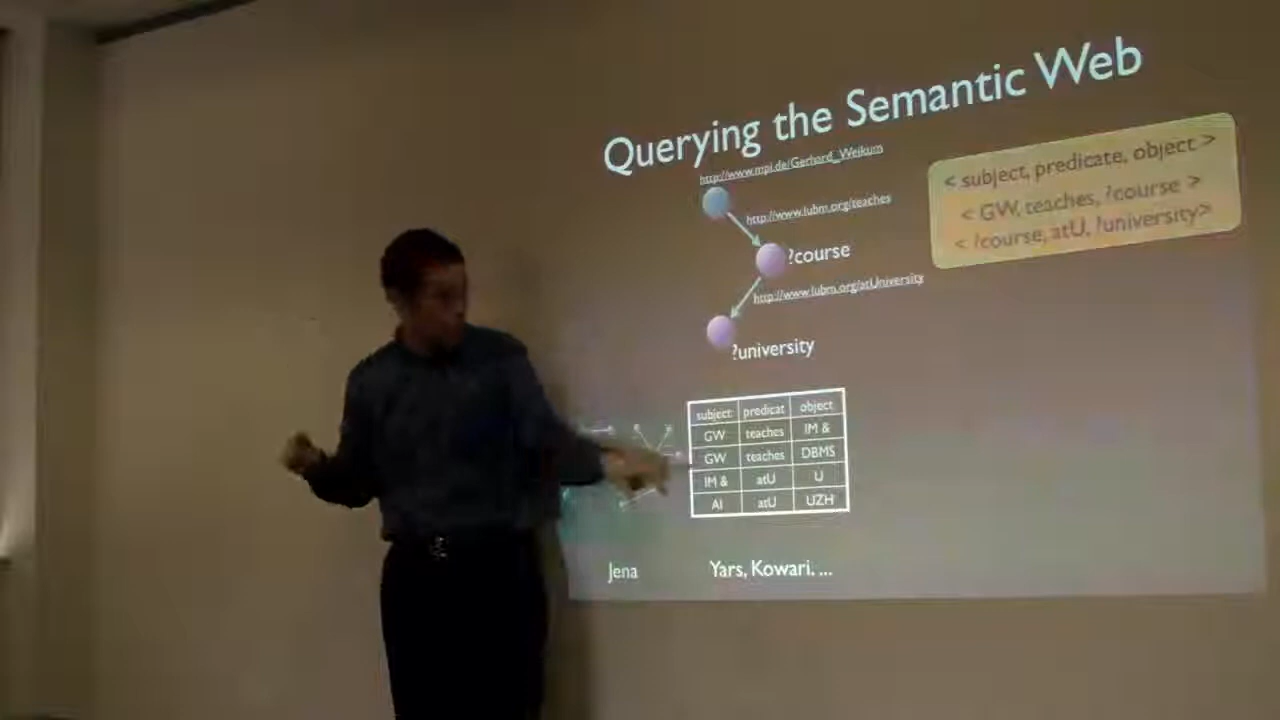 Querying the Semantic Web
http://www.mpi.de/Gerhard_Weikum
http://www.lubm.org/teaches
?course
http://www.lubm.org/atUniversity
?university
< subject, predicate, object >
< GW, teaches, ?course >
< ?course, atU, ?university>
subject predicat object
GW teaches IM &
GW teaches DBMS
IM & atU U
AI atU UZH
Jena
Yars, Kowari, ...